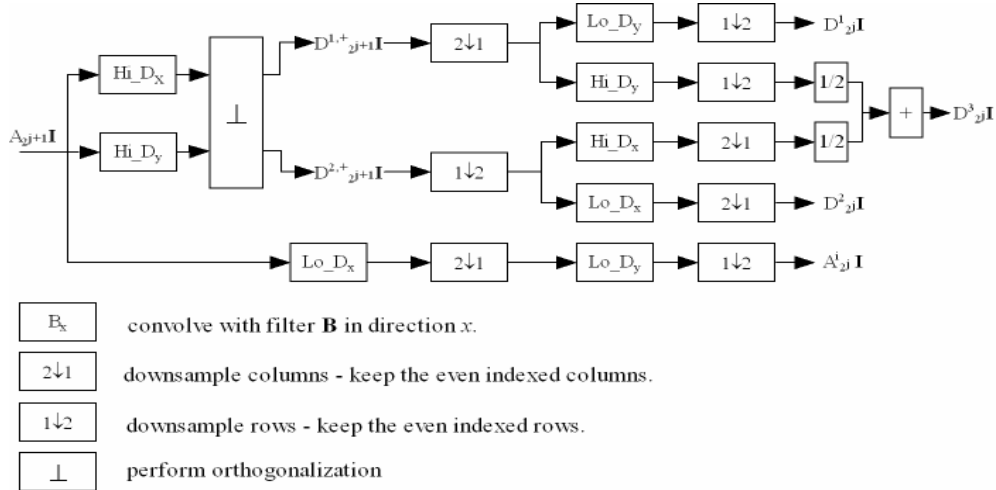 Lo_Dy 1↓2 D¹₂jI
D¹,⁺₂j+1I 2↓1
Hi_Dx Hi_Dy 1↓2 1/2
⊥ + D³₂jI
A₂j+1I
Hi_Dy Hi_Dx 2↓1 1/2
D²,⁺₂j+1I 1↓2
Lo_Dx 2↓1 D²₂jI
Lo_Dx 2↓1 Lo_Dy 1↓2 Aⁱ₂j I
Bx convolve with filter B in direction x.
2↓1 downsample columns - keep the even indexed columns.
1↓2 downsample rows - keep the even indexed rows.
⊥ perform orthogonalization